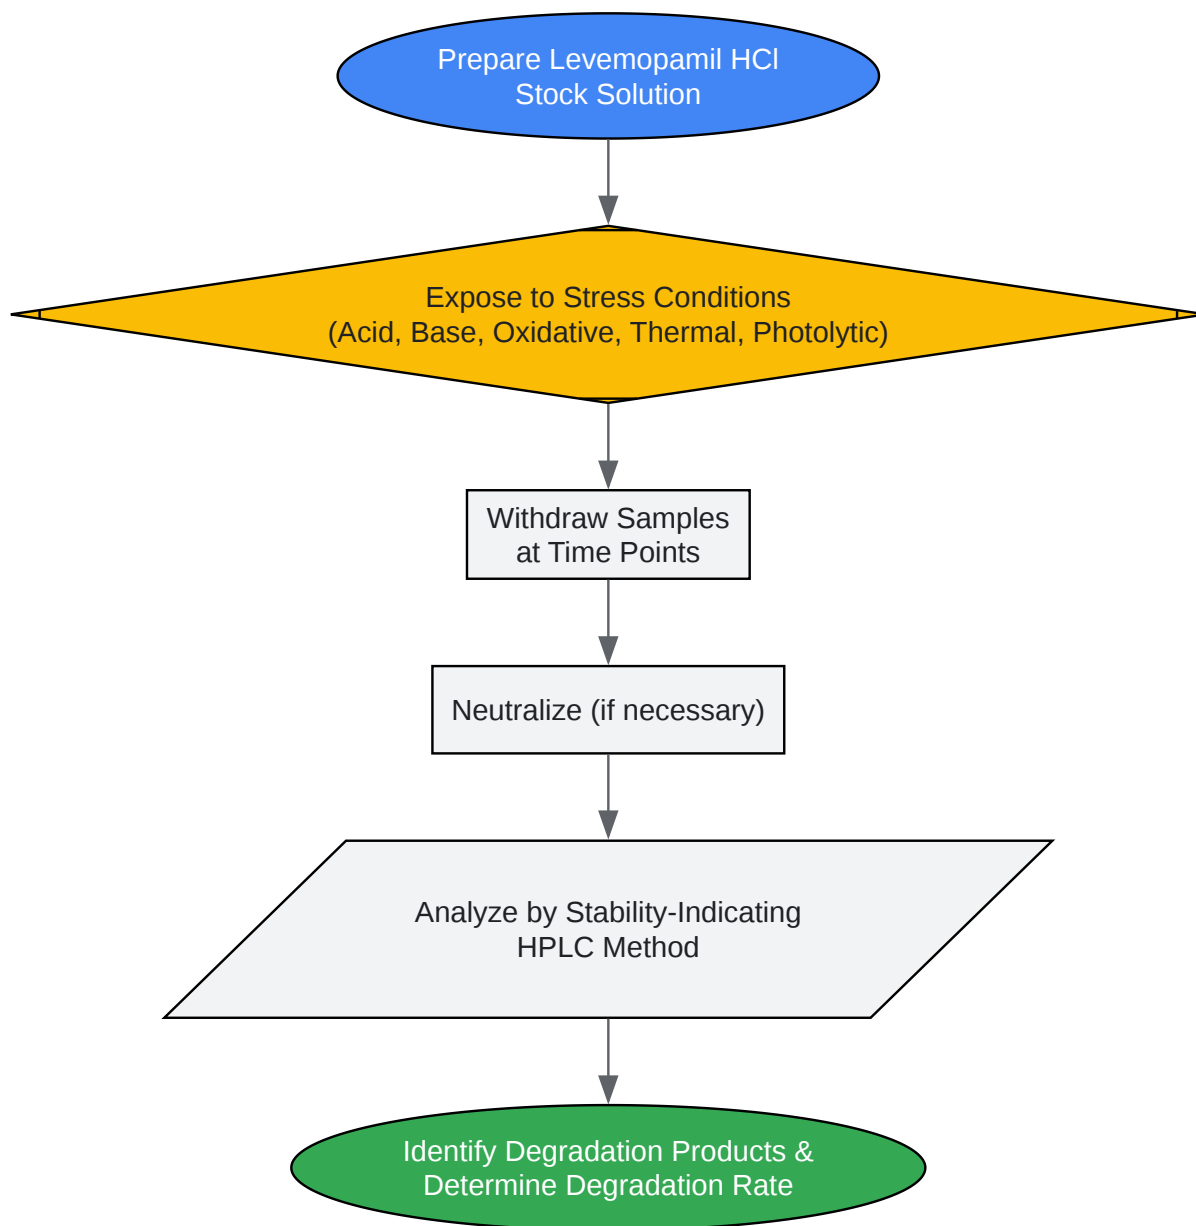 Prepare Levemopamil HCl
Stock Solution
Expose to Stress Conditions
(Acid, Base, Oxidative, Thermal, Photolytic)
Withdraw Samples
at Time Points
Neutralize (if necessary)
Analyze by Stability-Indicating
HPLC Method
Identify Degradation Products &
Determine Degradation Rate